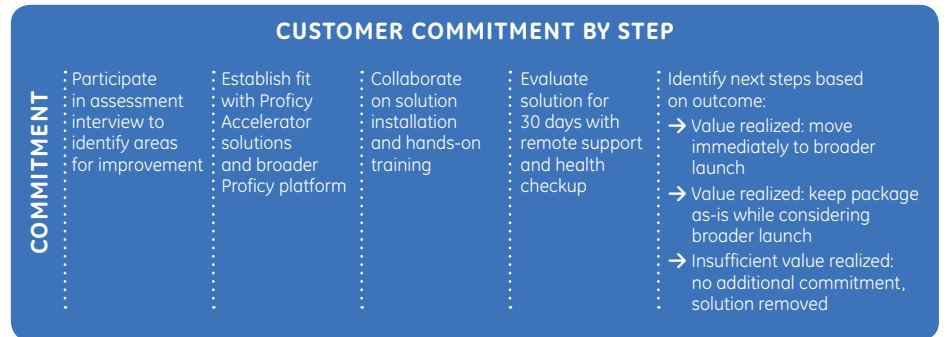 CUSTOMER COMMITMENT BY STEP
COMMITMENT
Participate
in assessment
interview to
identify areas
for improvement
Establish fit
with Proficy
Accelerator
solutions
and broader
Proficy platform
Collaborate
on solution
installation
and hands-on
training
Evaluate
solution for
30 days with
remote support
and health
checkup
Identify next steps based
on outcome:
→ Value realized: move
immediately to broader
launch
→ Value realized: keep package
as-is while considering
broader launch
→ Insufficient value realized:
no additional commitment,
solution removed